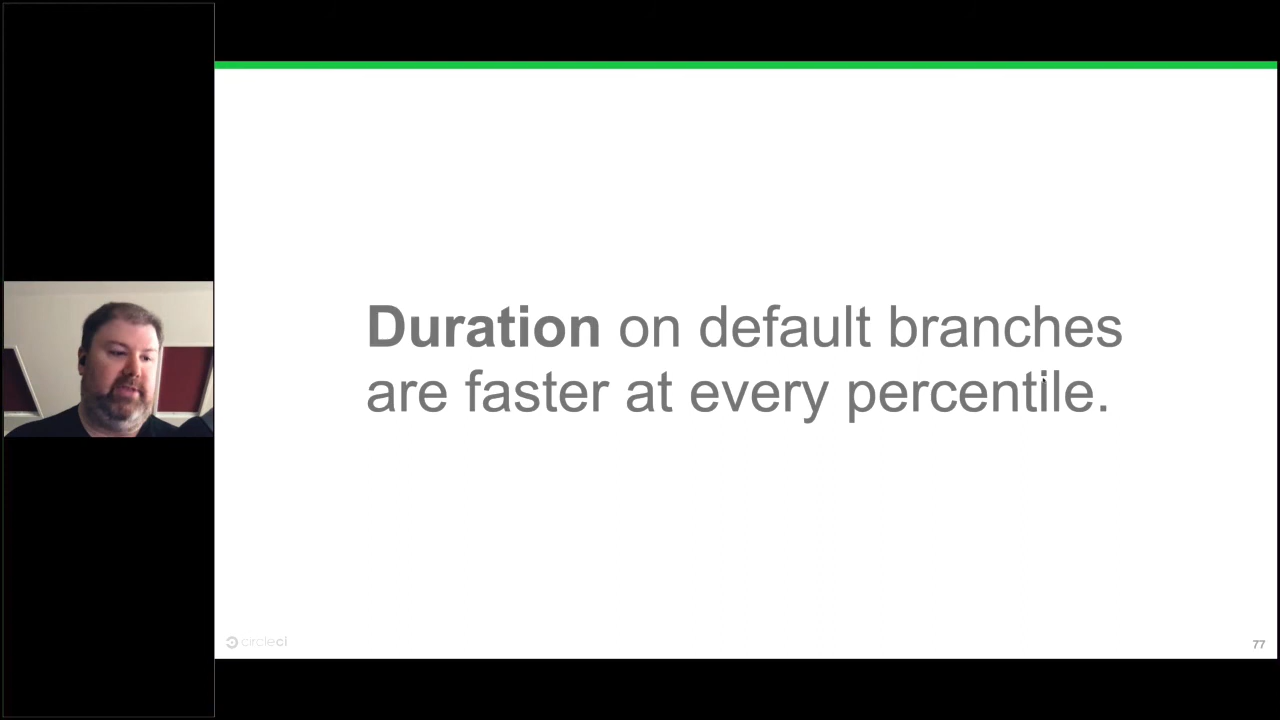 Duration on default branches
are faster at every percentile.
circleci
77